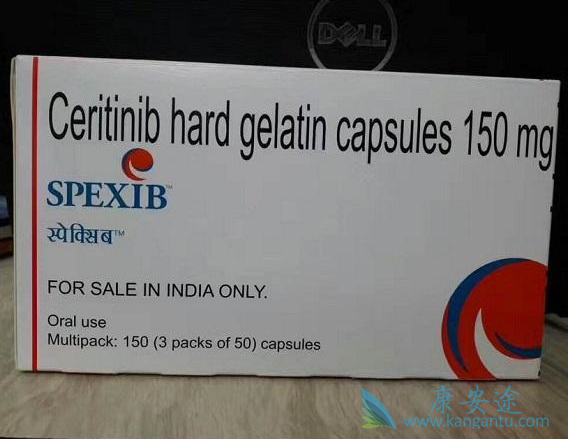 DELL
Ceritinib hard gelatin capsules 150 mg
SPEXIB™
स्पेक्सिब™
FOR SALE IN INDIA ONLY.
Oral use
Multipack: 150 (3 packs of 50) capsules
康安途
www.kangantu.com